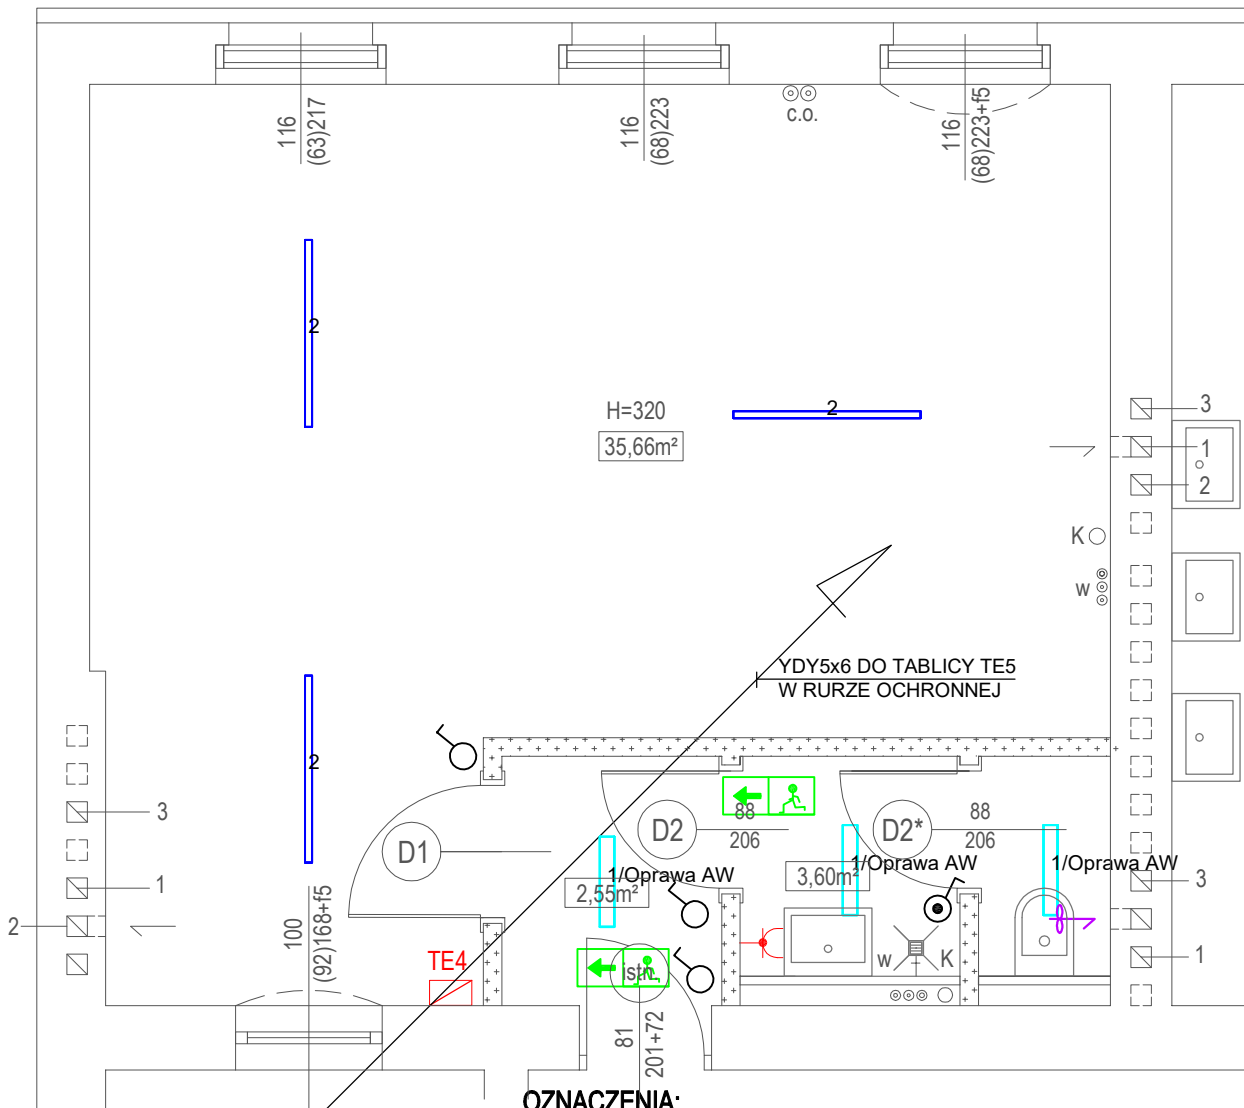 116
(63)217
116
(68)223
c.o.
116
(68)223+f5
2
2
H=320
35,66m²
3
1
2
K
w
YDY5x6 DO TABLICY TE5
W RURZE OCHRONNEJ
2
3
1
2
D1
D2
88
206
D2*
88
206
1/Oprawa AW
2,55m²
1/Oprawa AW
3,60m²
1/Oprawa AW
3
1
100
(92)168+f5
TE4
istn.
w
K
81
201+72
OZNACZENIA: